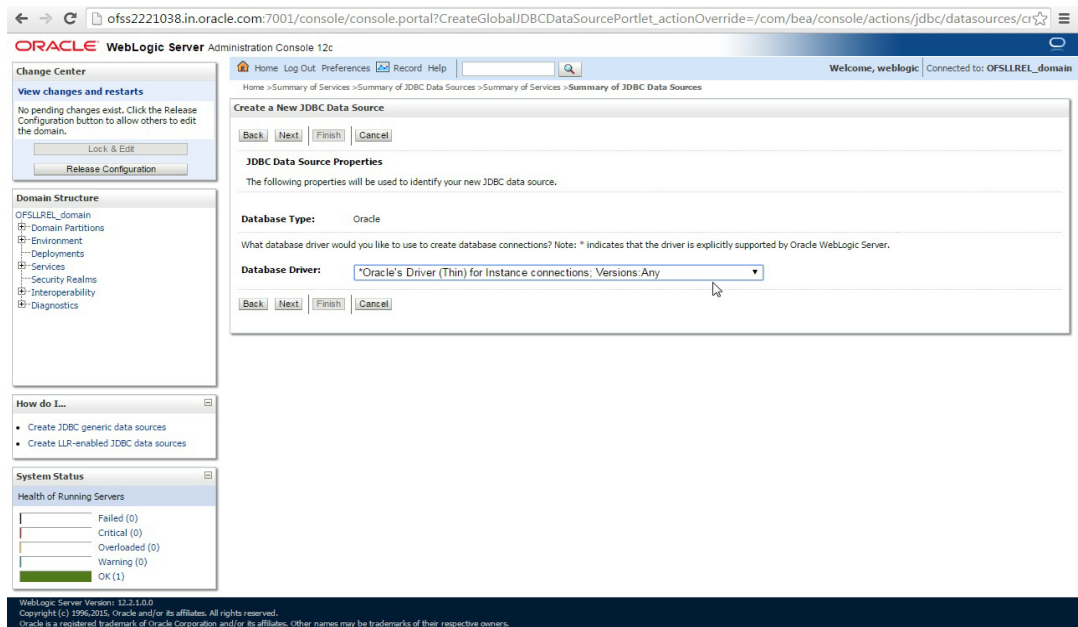 ofss2221038.in.oracle.com:7001/console/console.portal?CreateGlobalJDBCDataSourcePortlet_actionOverride=/com/bea/console/actions/jdbc/datasources/cr
ORACLE WebLogic Server Administration Console 12c
Change Center
View changes and restarts
No pending changes exist. Click the Release
Configuration button to allow others to edit
the domain.
Lock & Edit
Release Configuration
Domain Structure
OFSLLREL_domain
Domain Partitions
Environment
Deployments
Services
Security Realms
Interoperability
Diagnostics
How do I...
Create JDBC generic data sources
Create LLR-enabled JDBC data sources
System Status
Health of Running Servers
Failed (0)
Critical (0)
Overloaded (0)
Warning (0)
OK (1)
Home Log Out Preferences Record Help
Welcome, weblogic Connected to: OFSLLREL_domain
Home >Summary of Services >Summary of JDBC Data Sources >Summary of Services >Summary of JDBC Data Sources
Create a New JDBC Data Source
Back Next Finish Cancel
JDBC Data Source Properties
The following properties will be used to identify your new JDBC data source.
Database Type: Oracle
What database driver would you like to use to create database connections? Note: * indicates that the driver is explicitly supported by Oracle WebLogic Server.
Database Driver: *Oracle's Driver (Thin) for Instance connections; Versions:Any
Back Next Finish Cancel
WebLogic Server Version: 12.2.1.0.0
Copyright (c) 1996,2015, Oracle and/or its affiliates. All rights reserved.
Oracle is a registered trademark of Oracle Corporation and/or its affiliates. Other names may be trademarks of their respective owners.